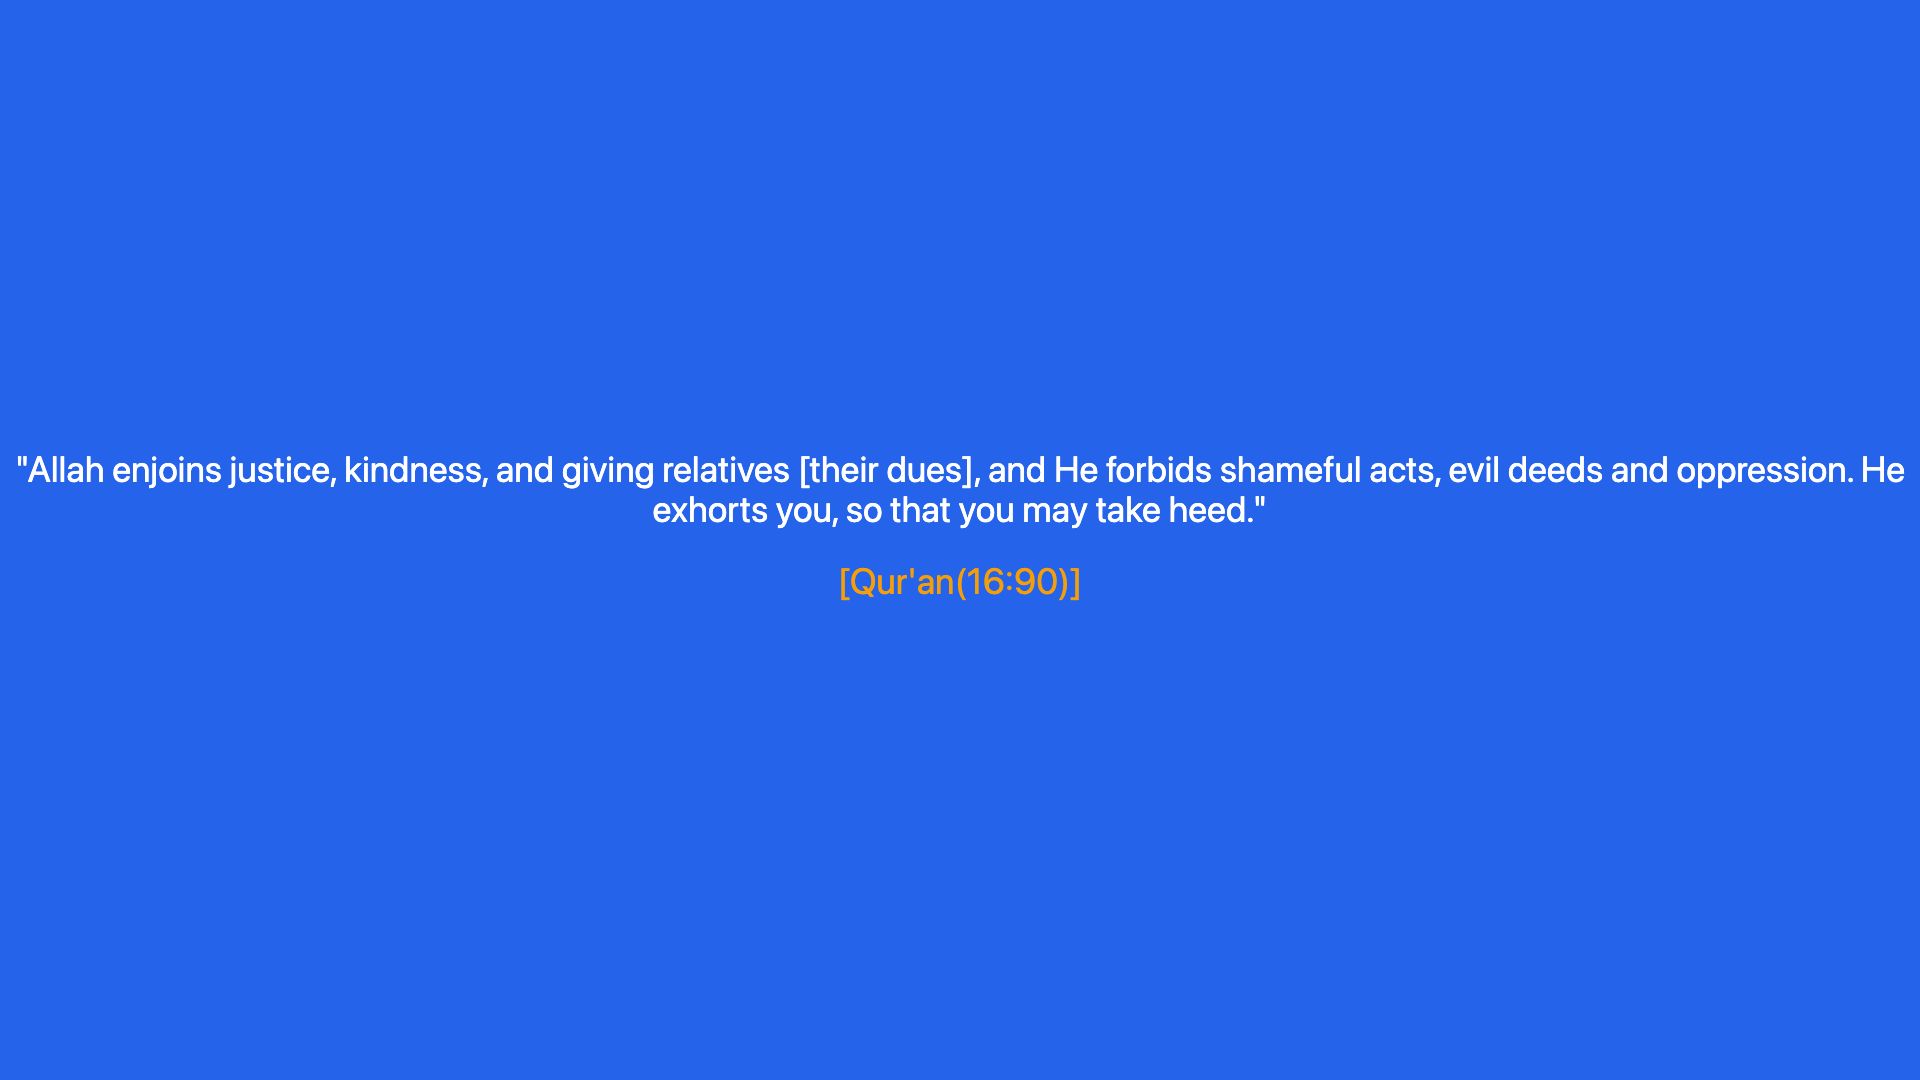 "Allah enjoins justice, kindness, and giving relatives [their dues], and He forbids shameful acts, evil deeds and oppression. He
exhorts you, so that you may take heed."
[Qur'an(16:90)]